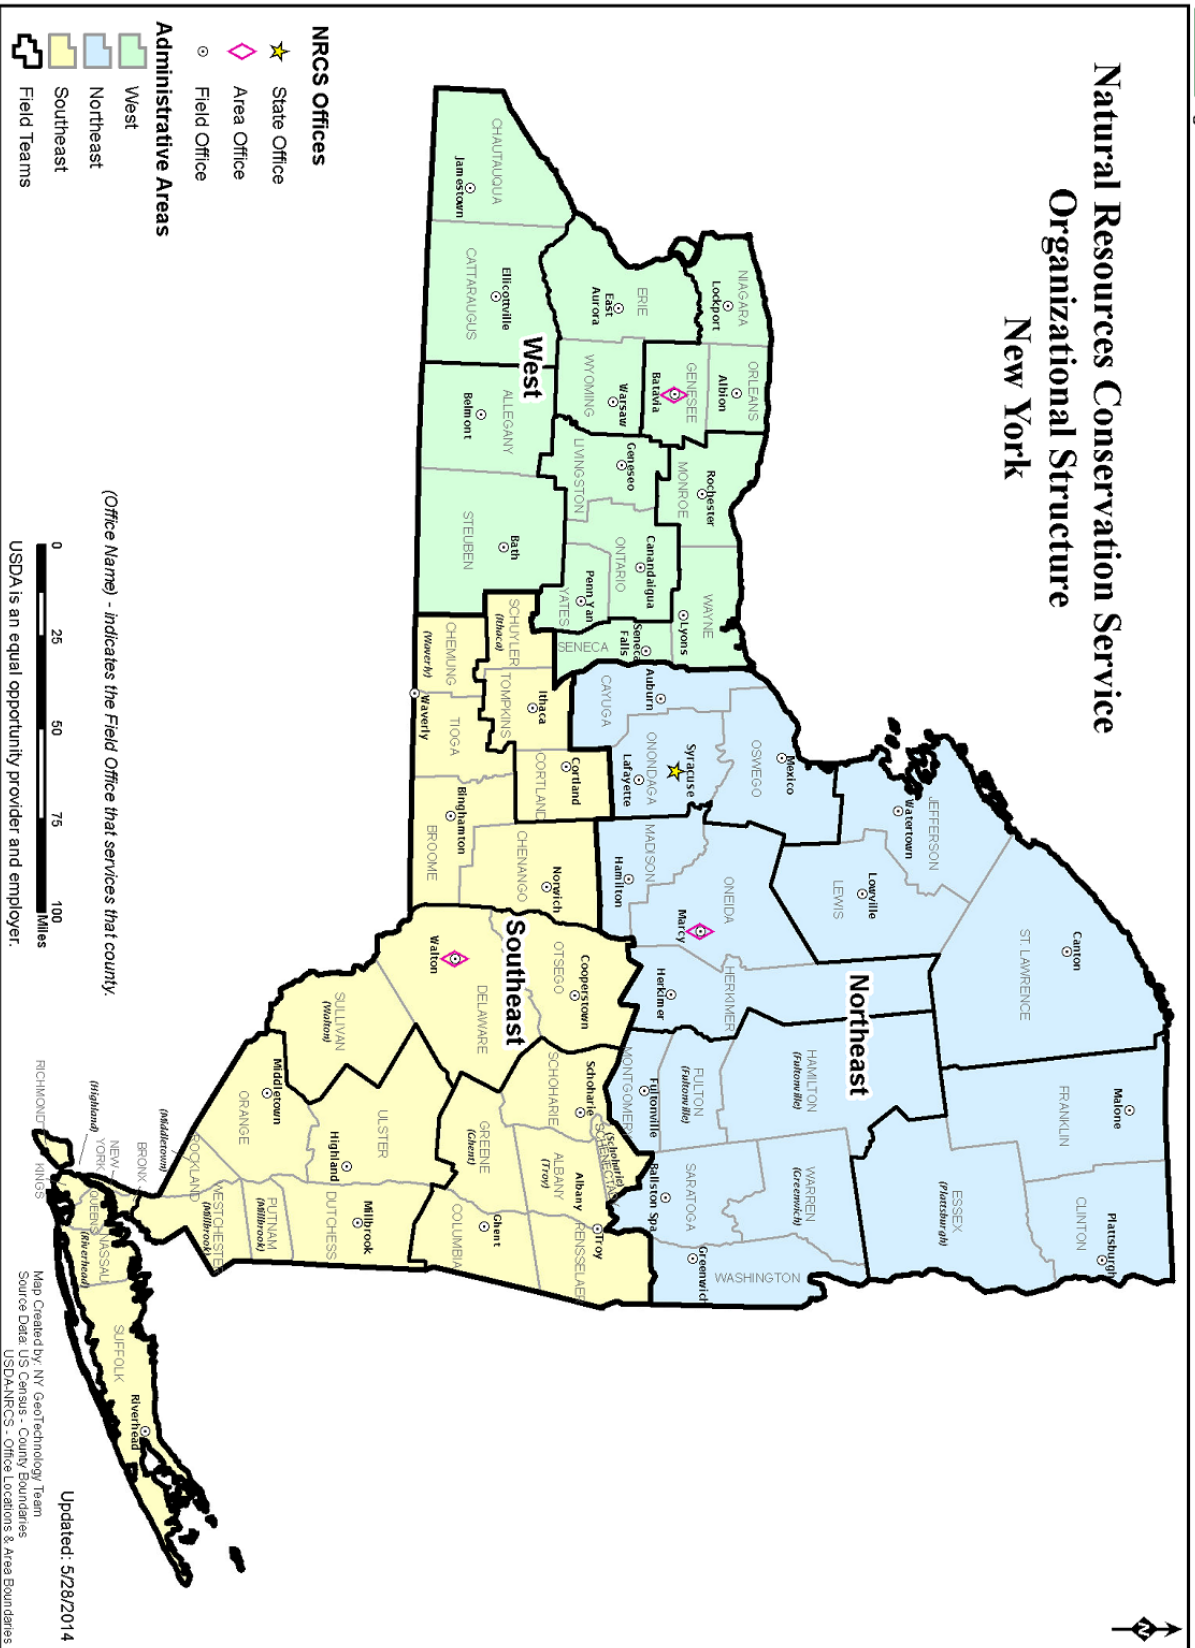 Natural Resources Conservation Service
Organizational Structure
New York
NIAGARA
Lockport
ORLEANS
Albion
GENESEE
Batavia
ERIE
East
Aurora
WYOMING
Warsaw
CHAUTAUQUA
Jamestown
CATTARAUGUS
Ellicottville
West
ALLEGANY
Belmont
LIVINGSTON
Geneseo
MONROE
Rochester
ONTARIO
Canandaigua
WAYNE
Lyons
YATES
Penn Yan
STEUBEN
Bath
SENECA
Seneca
Falls
SCHUYLER
(Ithaca)
CHEMUNG
(Waverly)
TOMPKINS
Ithaca
TIOGA
Waverly
CAYUGA
Auburn
ONONDAGA
Syracuse
Lafayette
OSWEGO
Mexico
CORTLAND
Cortland
BROOME
Binghamton
CHENANGO
Norwich
MADISON
Hamilton
ONEIDA
Marcy
JEFFERSON
Watertown
LEWIS
Lowville
ST. LAWRENCE
Canton
HERKIMER
Herkimer
Northeast
Southeast
OTSEGO
Cooperstown
DELAWARE
Walton
SULLIVAN
(Walton)
FRANKLIN
Malone
CLINTON
Plattsburgh
ESSEX
(Plattsburgh)
HAMILTON
(Fultonville)
FULTON
(Fultonville)
MONTGOMERY
Fultonville
WARREN
(Greenwich)
SARATOGA
Ballston Spa
WASHINGTON
Greenwich
SCHOHARIE
Schoharie
SCHENECTADY
(Schoharie)
ALBANY
(Troy)
Albany
RENSSELAER
Troy
GREENE
(Ghent)
COLUMBIA
Ghent
ULSTER
Highland
DUTCHESS
Millbrook
ORANGE
Middletown
PUTNAM
(Millbrook)
WESTCHESTER
(Millbrook)
ROCKLAND
(Middletown)
BRONX
NEW
YORK
(Highland)
RICHMOND
KINGS
QUEENS
NASSAU
(Riverhead)
SUFFOLK
Riverhead
NRCS Offices
State Office
Area Office
Field Office
Administrative Areas
West
Northeast
Southeast
Field Teams
(Office Name) - indicates the Field Office that services that county.
0 25 50 75 100
Miles
USDA is an equal opportunity provider and employer.
Updated: 5/28/2014
Map Created by: NY GeoTechnology Team
Source Data: US Census - County Boundaries
USDA-NRCS - Office Locations & Area Boundaries
N